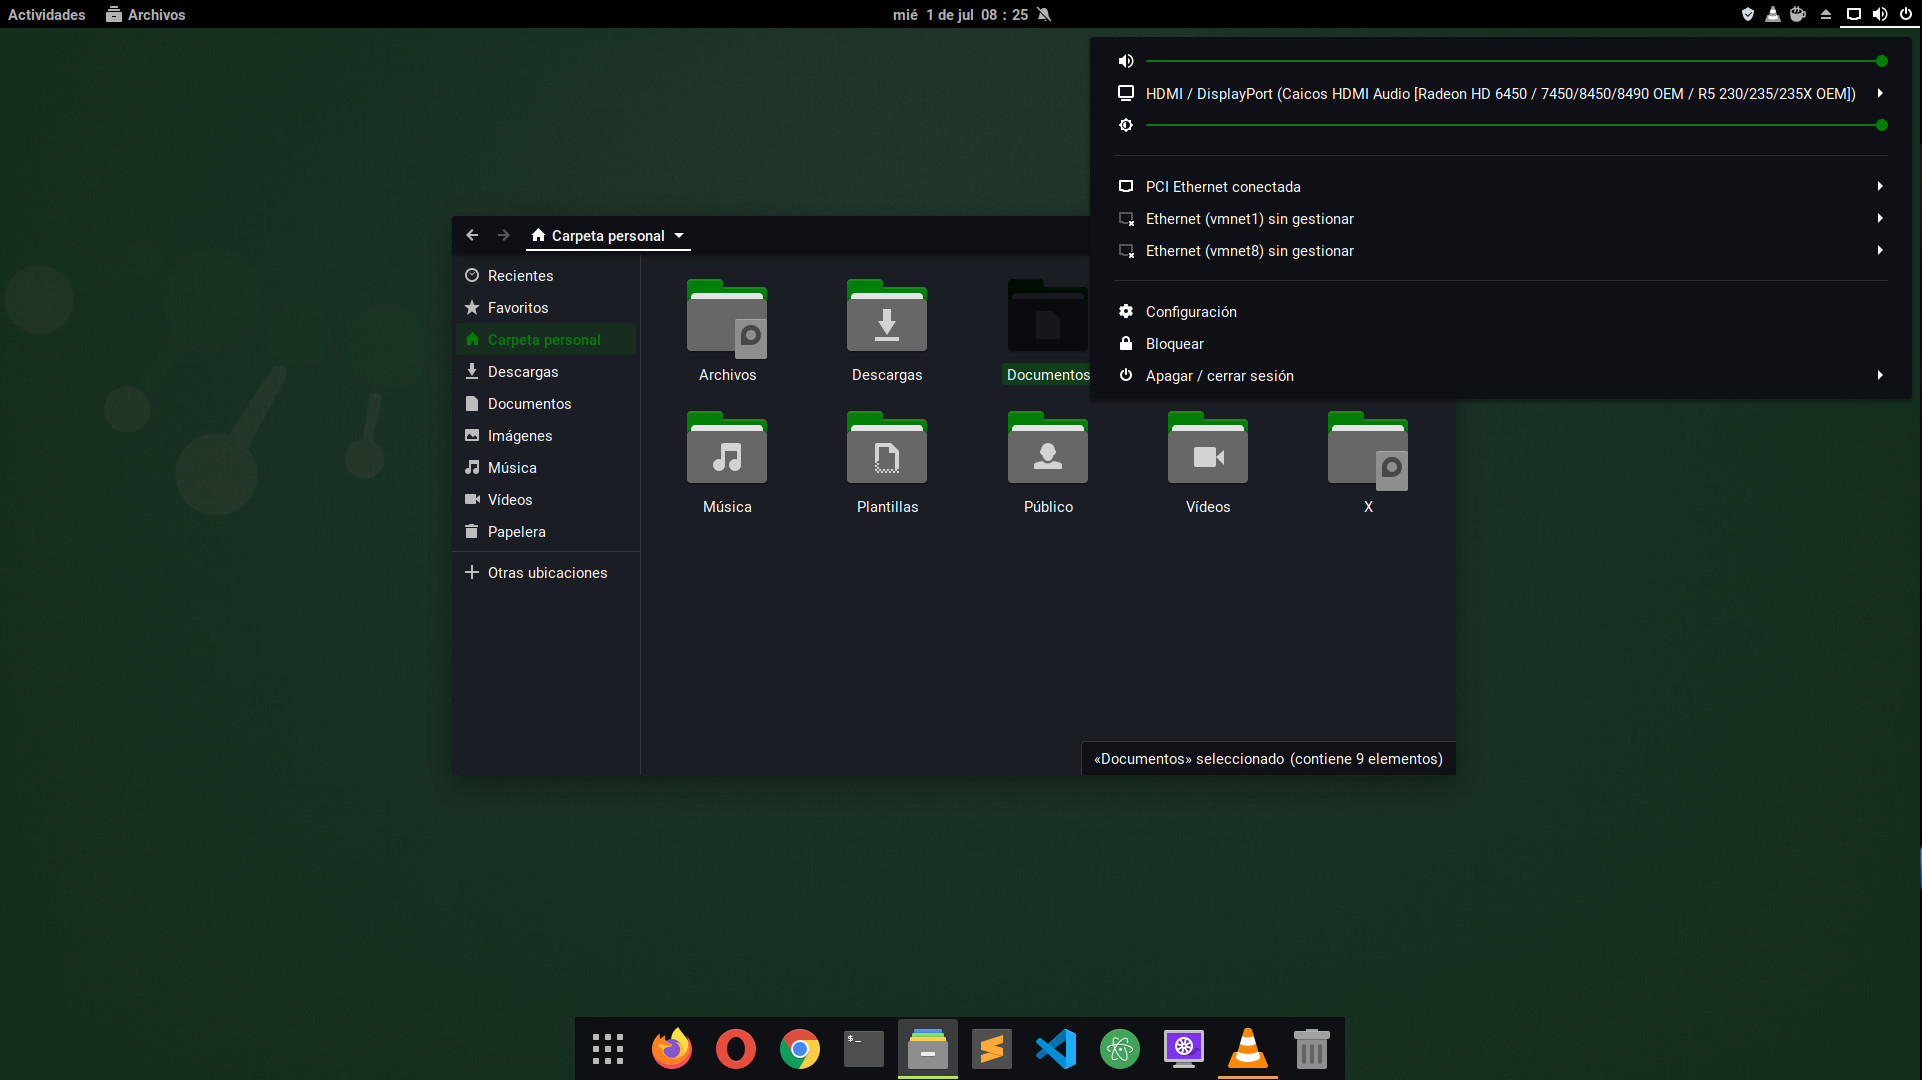 Actividades Archivos mié 1 de jul 08 : 25
HDMI / DisplayPort (Caicos HDMI Audio [Radeon HD 6450 / 7450/8450/8490 OEM / R5 230/235/235X OEM])
PCI Ethernet conectada
Ethernet (vmnet1) sin gestionar
Ethernet (vmnet8) sin gestionar
Configuración
Bloquear
Apagar / cerrar sesión
Carpeta personal
Recientes
Favoritos
Carpeta personal
Descargas
Documentos
Imágenes
Música
Vídeos
Papelera
Otras ubicaciones
Archivos Descargas Documentos
Música Plantillas Público Vídeos X
«Documentos» seleccionado (contiene 9 elementos)
$_